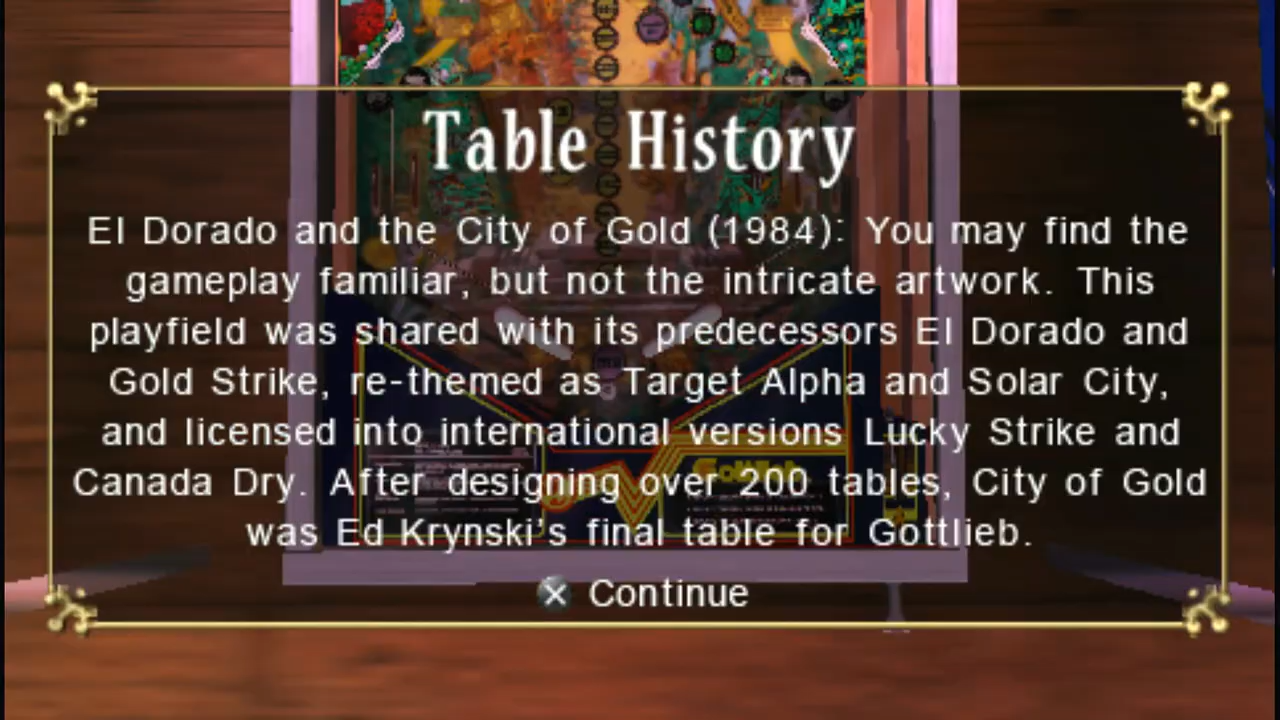 Table History
El Dorado and the City of Gold (1984): You may find the
gameplay familiar, but not the intricate artwork. This
playfield was shared with its predecessors El Dorado and
Gold Strike, re-themed as Target Alpha and Solar City,
and licensed into international versions Lucky Strike and
Canada Dry. After designing over 200 tables, City of Gold
was Ed Krynski’s final table for Gottlieb.
Continue